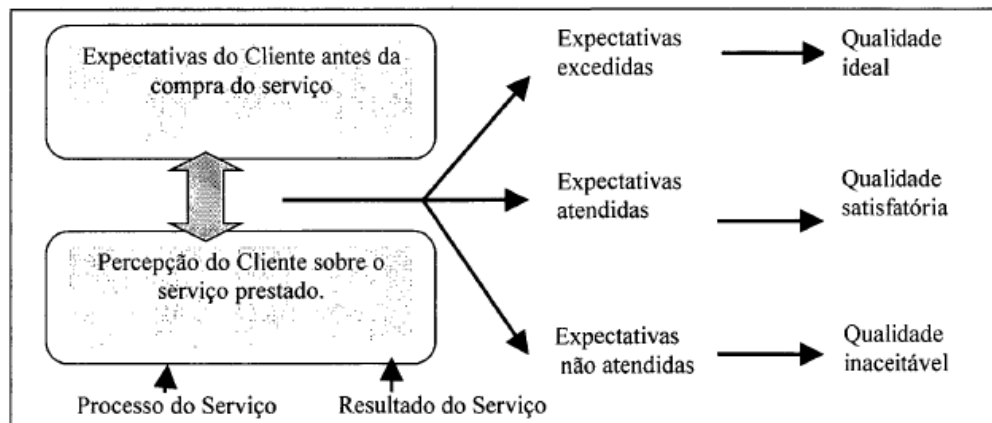 Expectativas do Cliente antes da
compra do serviço
Percepção do Cliente sobre o
serviço prestado.
Processo do Serviço
Resultado do Serviço
Expectativas
excedidas
Qualidade
ideal
Expectativas
atendidas
Qualidade
satisfatória
Expectativas
não atendidas
Qualidade
inaceitável